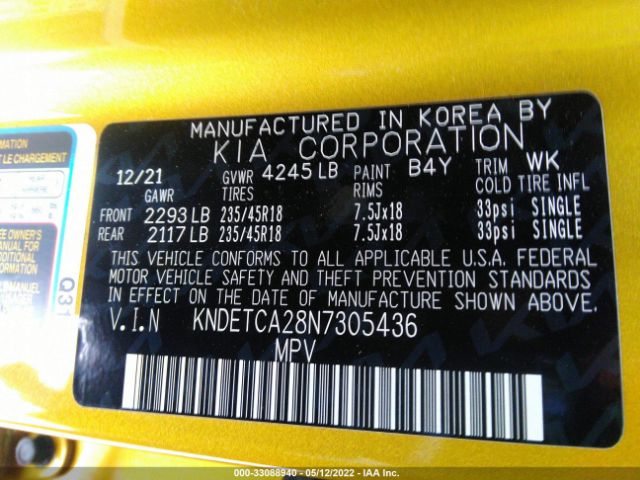 MANUFACTURED IN KOREA BY
KIA CORPORATION
12/21 GVWR 4245 LB PAINT B4Y TRIM WK
GAWR TIRES RIMS COLD TIRE INFL
FRONT 2293 LB 235/45R18 7.5Jx18 33psi SINGLE
REAR 2117 LB 235/45R18 7.5Jx18 33psi SINGLE
THIS VEHICLE CONFORMS TO ALL APPLICABLE U.S.A. FEDERAL
MOTOR VEHICLE SAFETY AND THEFT PREVENTION STANDARDS
IN EFFECT ON THE DATE OF MANUFACTURE SHOWN ABOVE.
V.I.N KNDETCA28N7305436
MPV
LE CHARGEMENT
SEE OWNER'S
MANUAL FOR
ADDITIONAL
INFORMATION
000-33088940 - 05/12/2022 - IAA Inc.